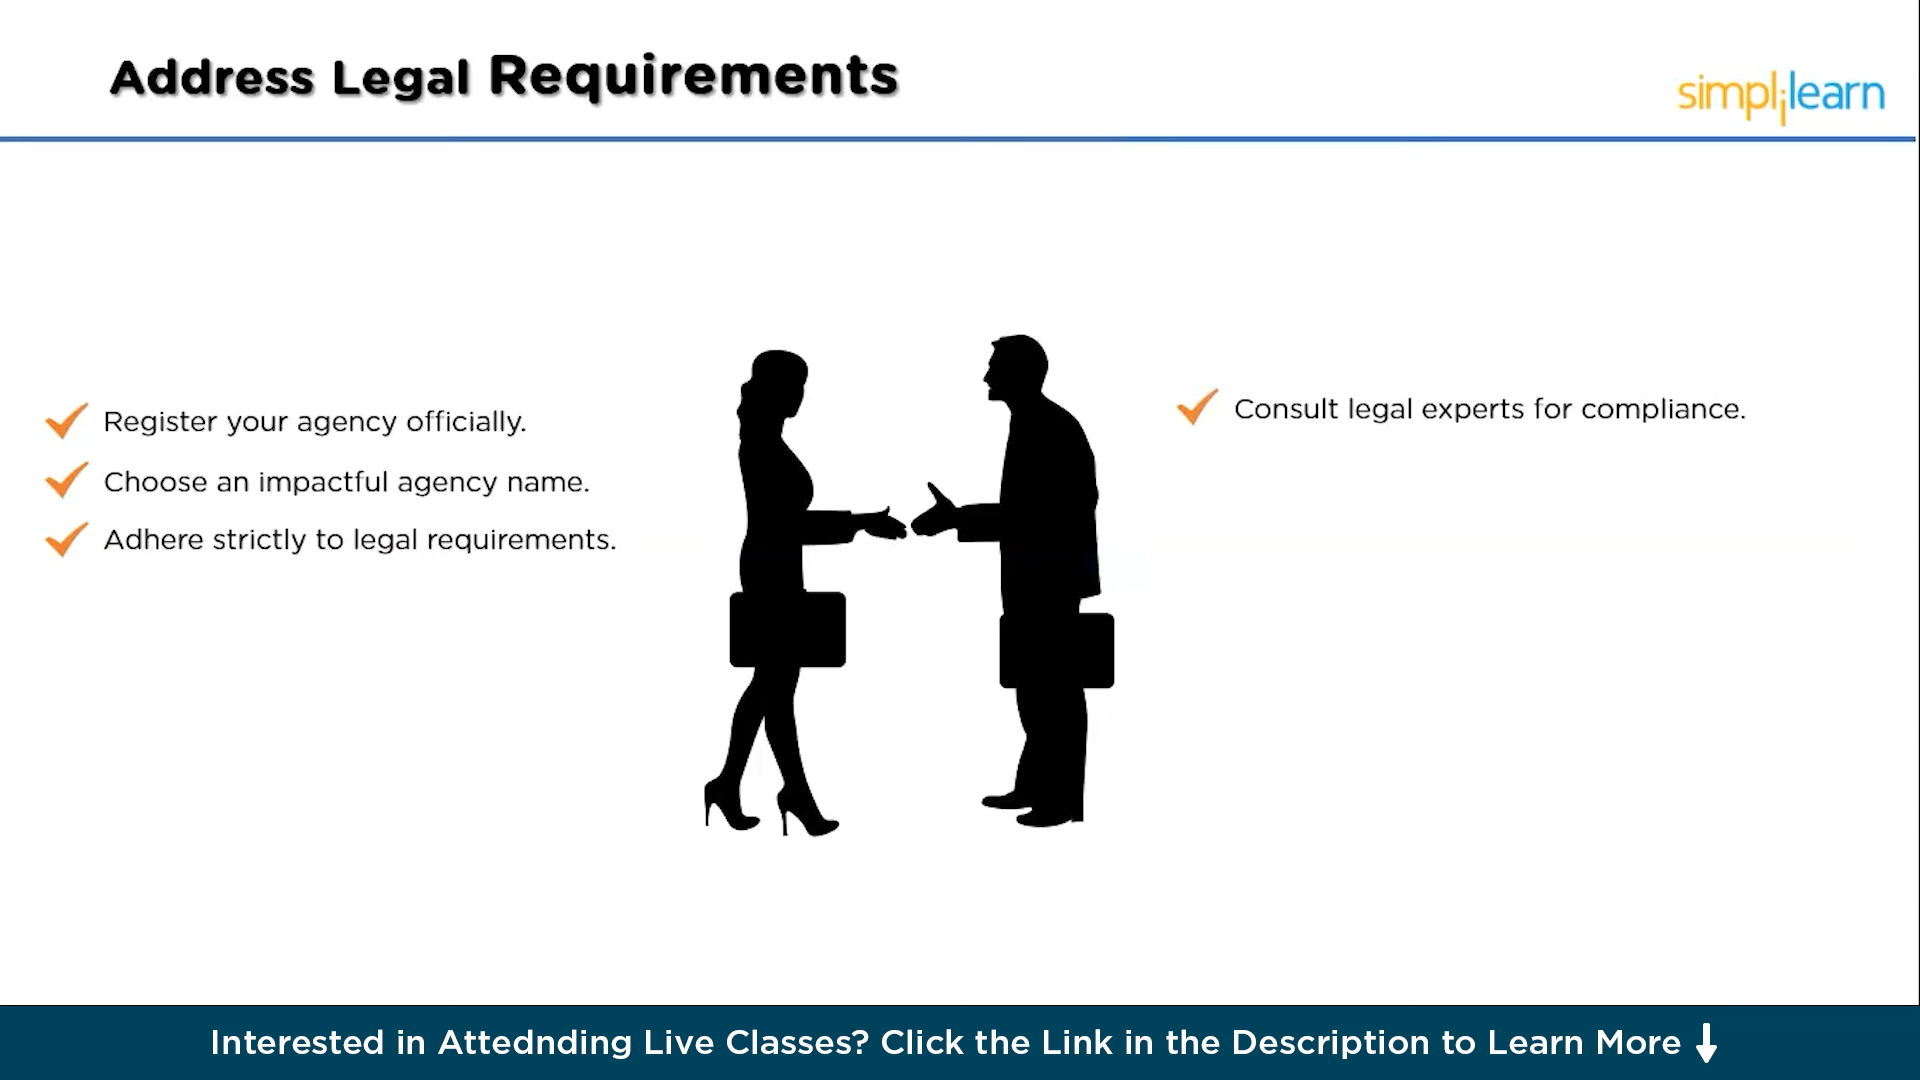 Address Legal Requirements
simplilearn
Register your agency officially.
Choose an impactful agency name.
Adhere strictly to legal requirements.
Consult legal experts for compliance.
Interested in Attednding Live Classes? Click the Link in the Description to Learn More